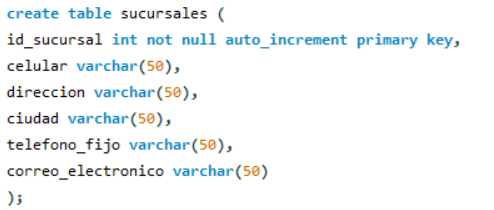 create table sucursales (
id_sucursal int not null auto_increment primary key,
celular varchar(50),
direccion varchar(50),
ciudad varchar(50),
telefono_fijo varchar(50),
correo_electronico varchar(50)
);